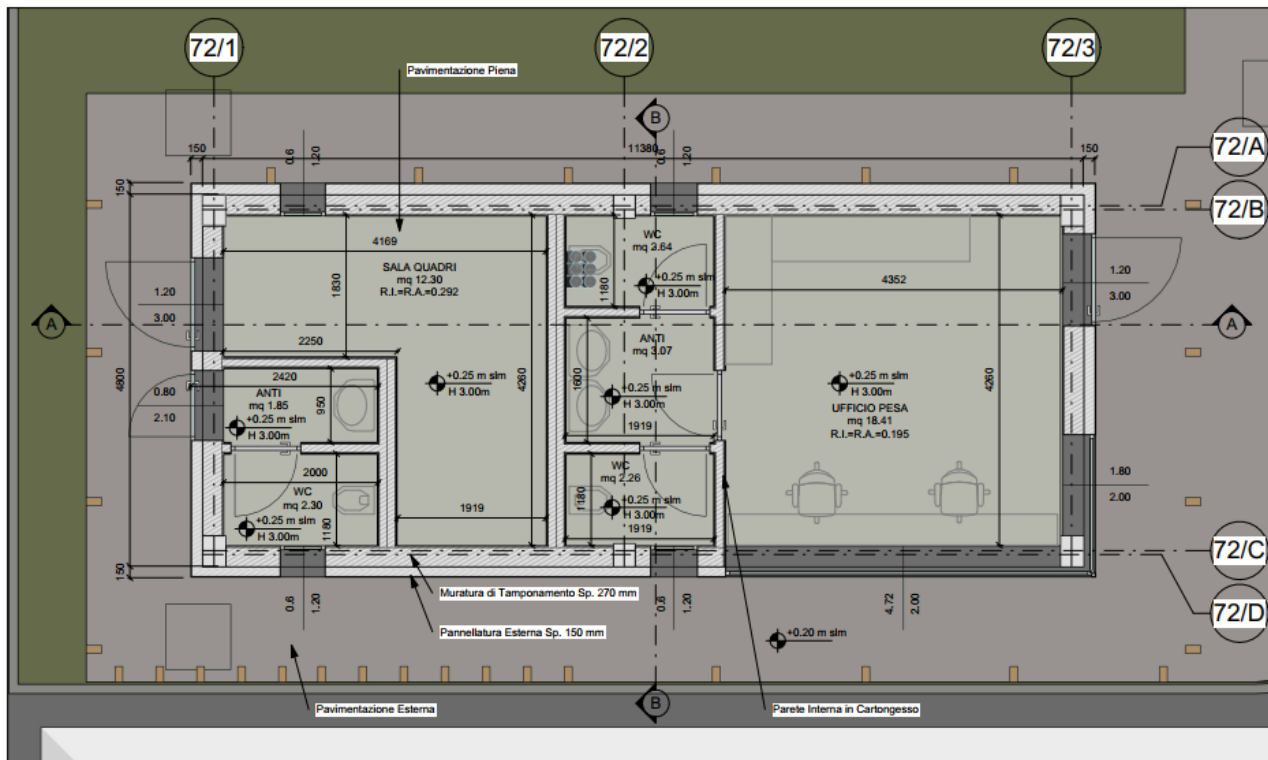 72/1
72/2
72/3
Pavimentazione Piena
B
72/A
72/B
150
11380
150
0.6
1.20
0.6
1.20
150
4169
SALA QUADRI
mq 12.30
R.I.=R.A.=0.292
1830
WC
mq 2.64
+0.25 m slm
H 3.00m
1180
4352
1.20
3.00
1.20
3.00
A
A
2250
4800
ANTI
mq 3.07
+0.25 m slm
H 3.00m
1600
1919
+0.25 m slm
H 3.00m
4260
+0.25 m slm
H 3.00m
UFFICIO PESA
mq 18.41
R.I.=R.A.=0.195
4260
2420
ANTI
mq 1.85
+0.25 m slm
H 3.00m
950
0.80
2.10
2000
WC
mq 2.30
+0.25 m slm
H 3.00m
1180
1919
WC
mq 2.26
+0.25 m slm
H 3.00m
1180
1919
1.80
2.00
72/C
72/D
150
Muratura di Tamponamento Sp. 270 mm
Pannellatura Esterna Sp. 150 mm
0.6
1.20
0.6
1.20
4.72
2.00
+0.20 m slm
Pavimentazione Esterna
B
Parete Interna in Cartongesso